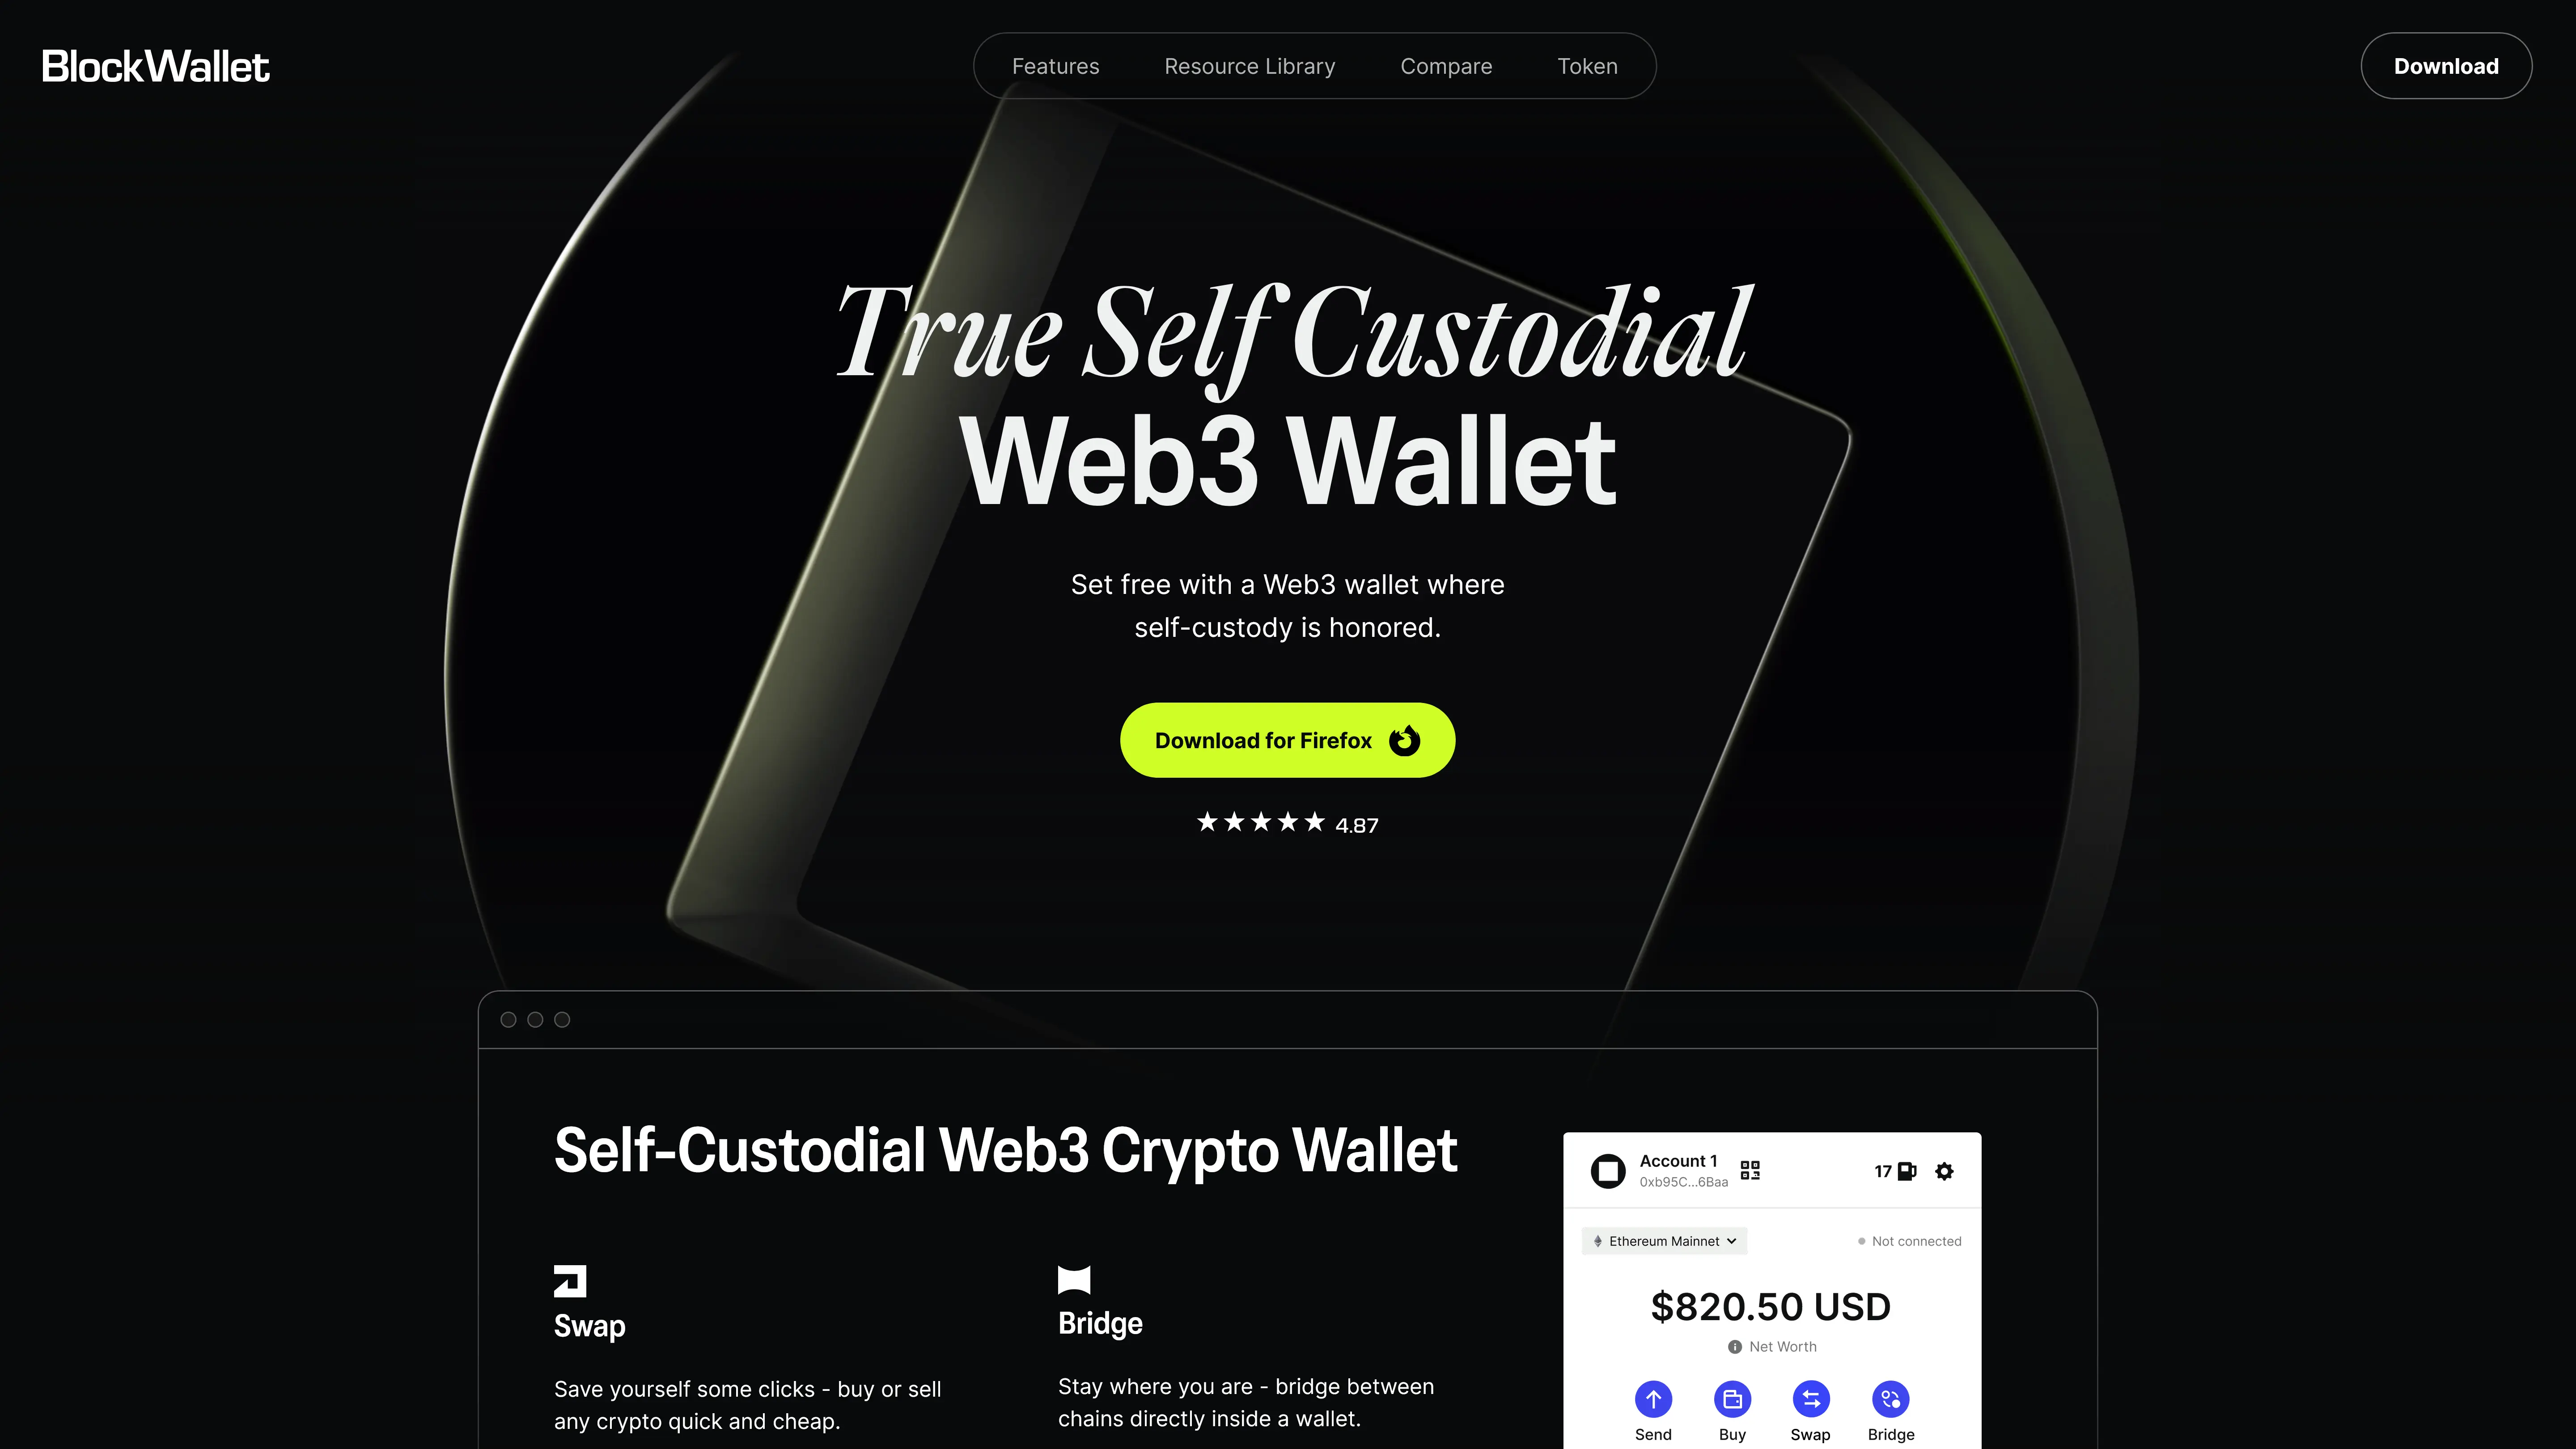 BlockWallet
Features
Resource Library
Compare
Token
Download
True Self Custodial
Web3 Wallet
Set free with a Web3 wallet where
self-custody is honored.
Download for Firefox
★★★★★ 4.87
Self-Custodial Web3 Crypto Wallet
Swap
Save yourself some clicks - buy or sell
any crypto quick and cheap.
Bridge
Stay where you are - bridge between
chains directly inside a wallet.
Account 1
0xb95C...6Baa
17
Ethereum Mainnet
Not connected
$820.50 USD
Net Worth
Send
Buy
Swap
Bridge